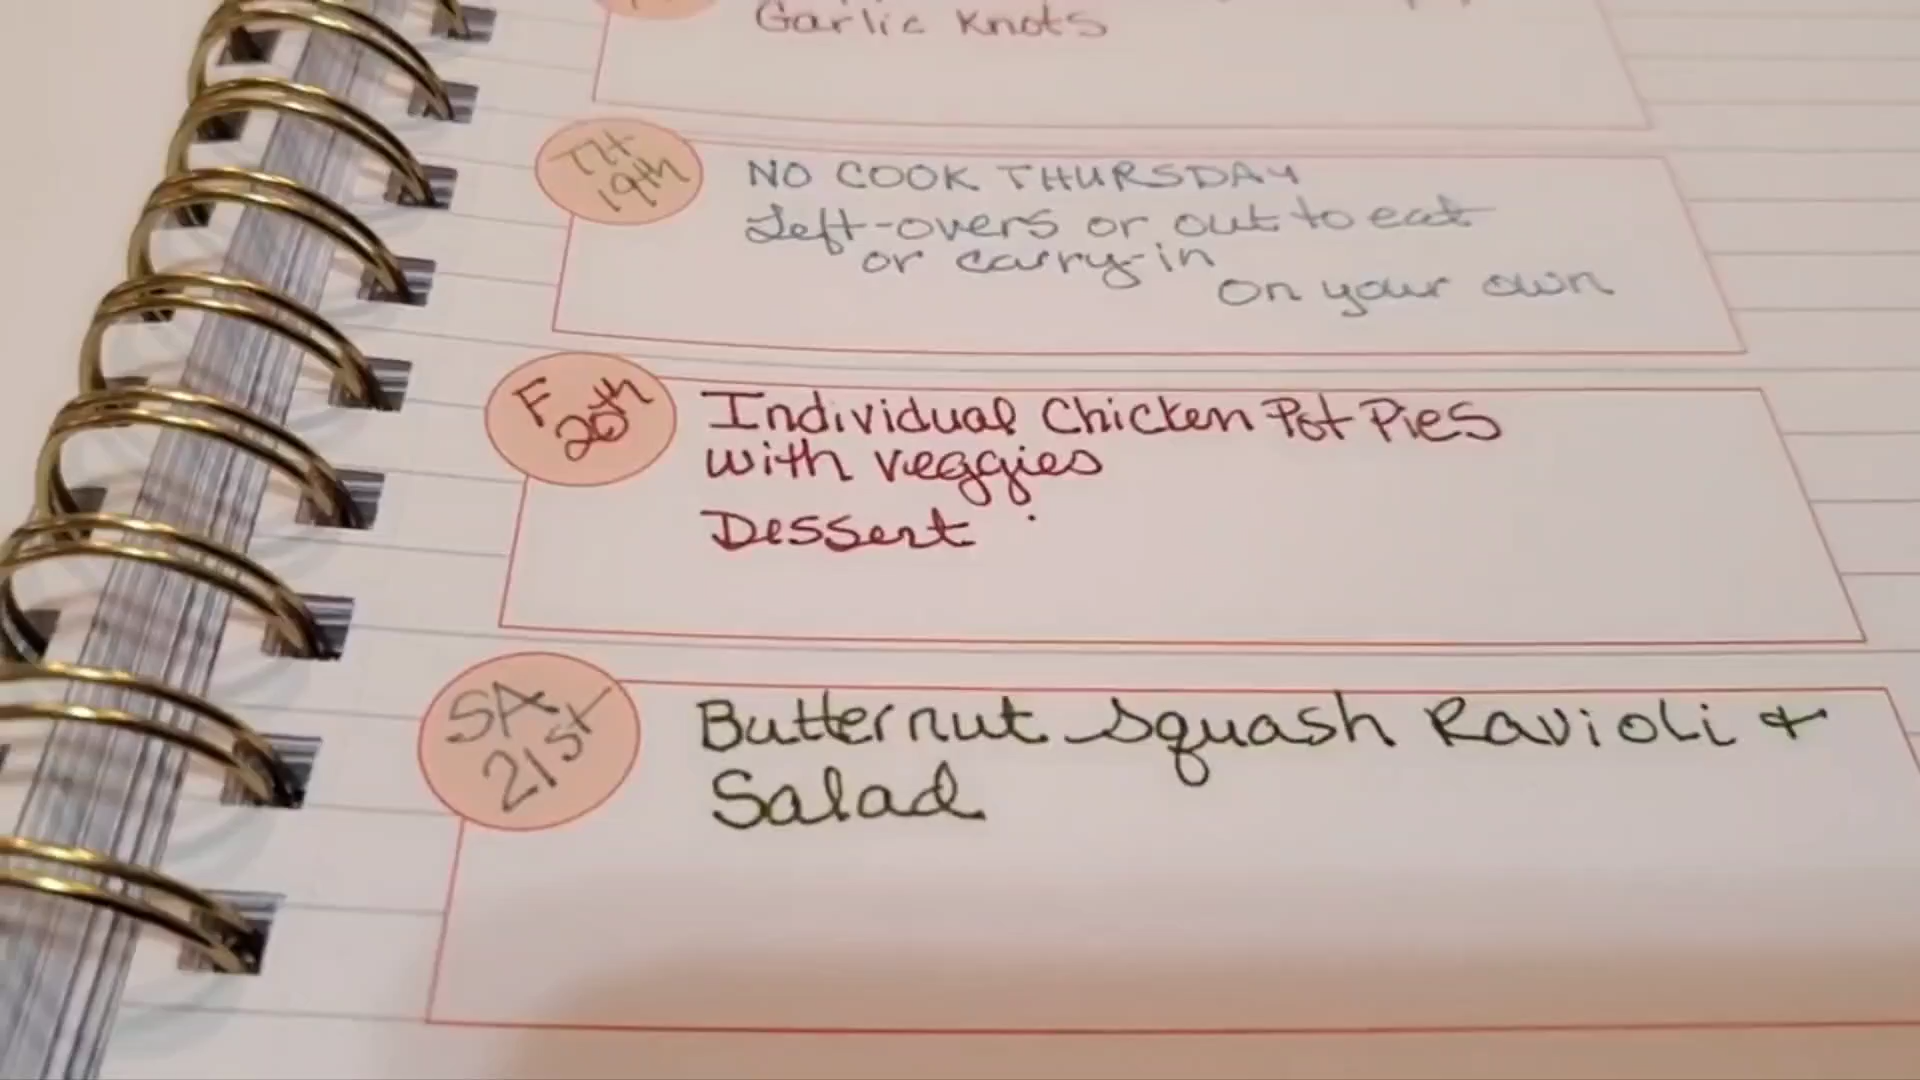 Garlic Knots
TH
19th
NO COOK THURSDAY
Left-overs or out to eat
or carry-in
on your own
F
20th
Individual Chicken Pot Pies
with veggies
Dessert
SA
21st
Butternut Squash Ravioli +
Salad